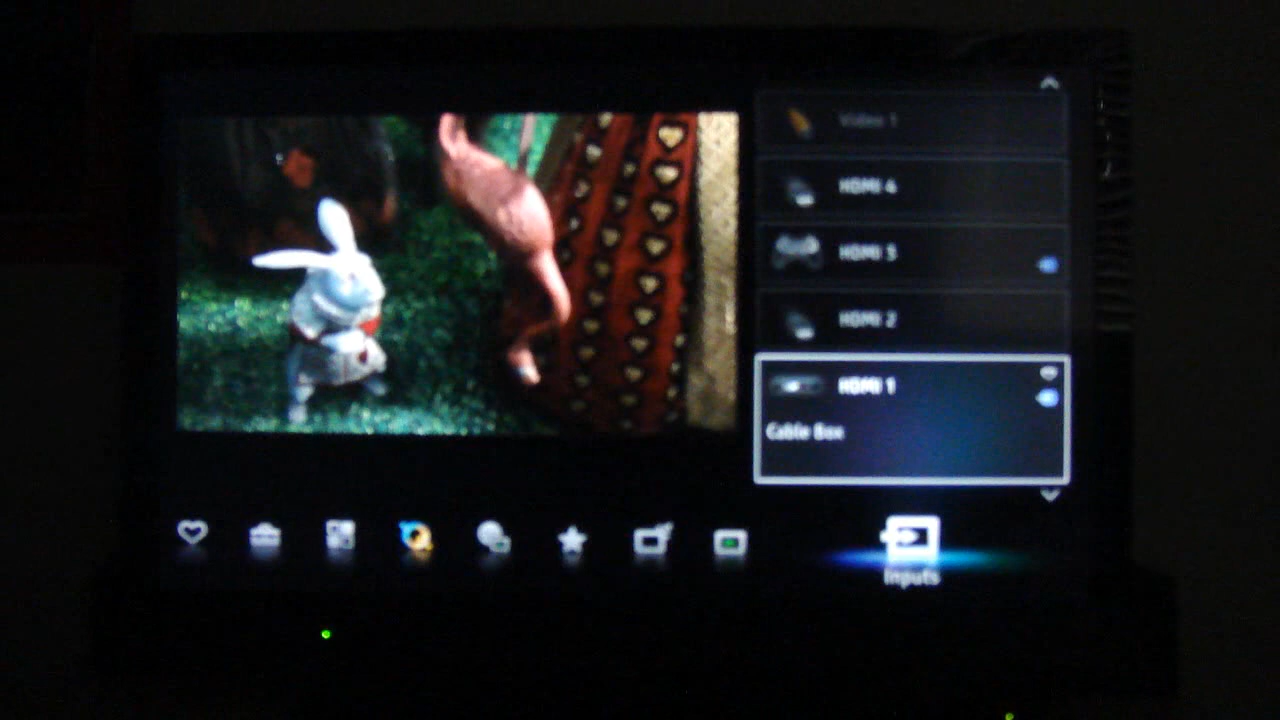 Video 1
HDMI 4
HDMI 3
HDMI 2
HDMI 1
Cable Box
Inputs